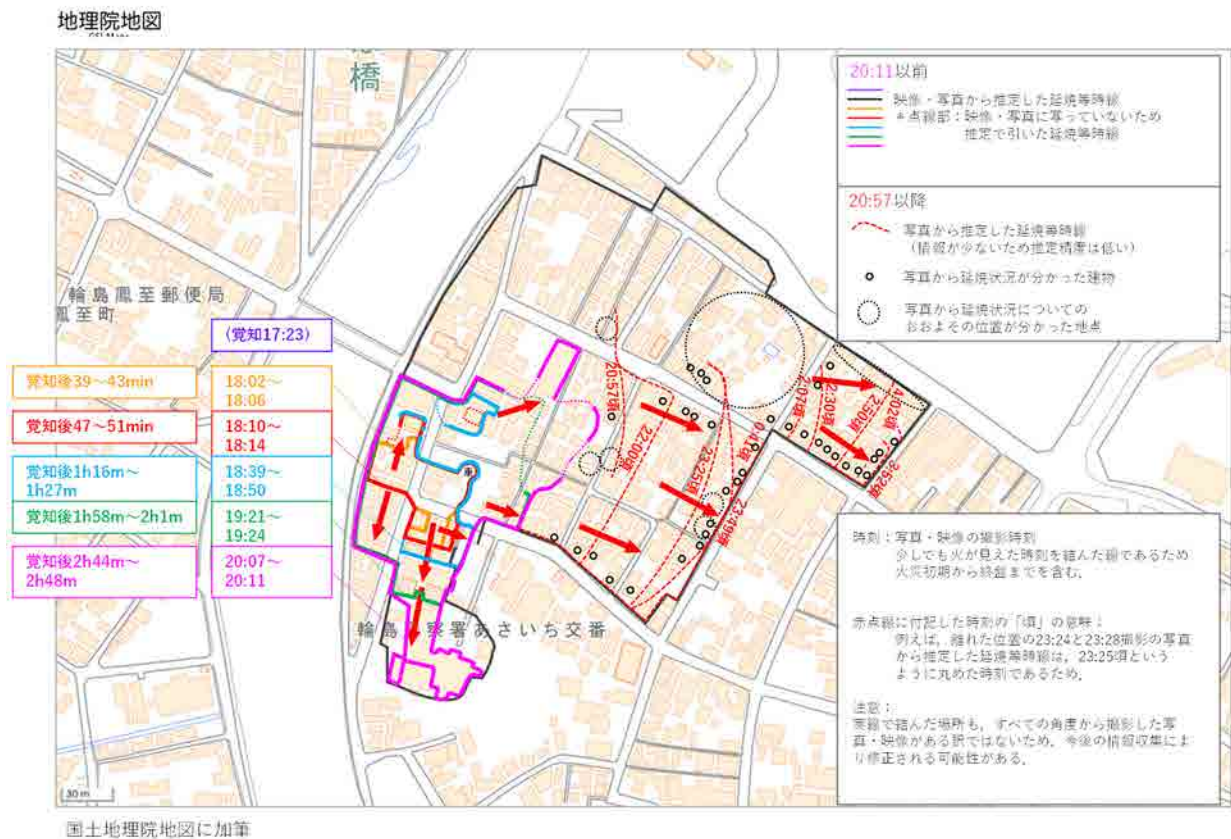 地理院地図
GSI Maps
橋
20:11以前
映像・写真から推定した延焼等時線
*点線部:映像・写真に写っていないため
推定で引いた延焼等時線
20:57以降
写真から推定した延焼等時線
(情報が少ないため推定精度は低い)
写真から延焼状況が分かった建物
写真から延焼状況についての
おおよその位置が分かった地点
輪島鳳至郵便局
鳳至町
(覚知17:23)
覚知後39~43min
18:02~
18:06
覚知後47~51min
18:10~
18:14
覚知後1h16m~
1h27m
18:39~
18:50
覚知後1h58m~2h1m
19:21~
19:24
覚知後2h44m~
2h48m
20:07~
20:11
20:57頃
22:00頃
23:25頃
23:49頃
0:41頃
2:07頃
2:30頃
2:50頃
4:02頃
3:52頃
輪島
察署あさいち交番
時刻:写真・映像の撮影時刻
少しでも火が見えた時刻を結んだ線であるため
火災初期から終盤までを含む.
赤点線に付記した時刻の「頃」の意味:
例えば,離れた位置の23:24と23:28撮影の写真
から推定した延焼等時線は,23:25頃という
ように丸めた時刻であるため.
注意:
実線で結んだ場所も,すべての角度から撮影した写
真・映像がある訳ではないため,今後の情報収集によ
り修正される可能性がある.
30 m
国土地理院地図に加筆